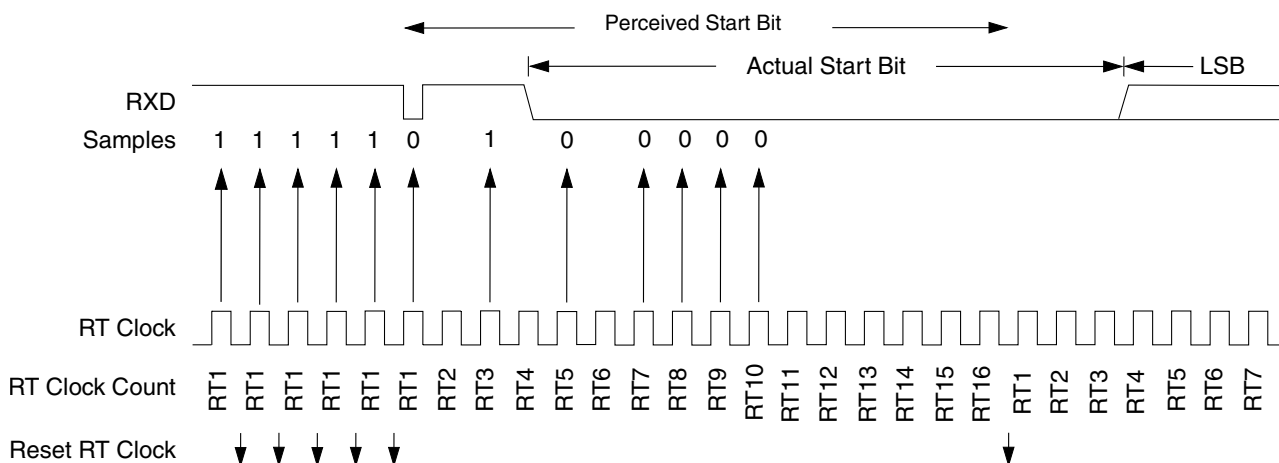 Perceived Start Bit
Actual Start Bit LSB
RXD
Samples 1 1 1 1 1 0 1 0 0 0 0 0
RT Clock
RT Clock Count RT1 RT1 RT1 RT1 RT1 RT1 RT2 RT3 RT4 RT5 RT6 RT7 RT8 RT9 RT10 RT11 RT12 RT13 RT14 RT15 RT16 RT1 RT2 RT3 RT4 RT5 RT6 RT7
Reset RT Clock